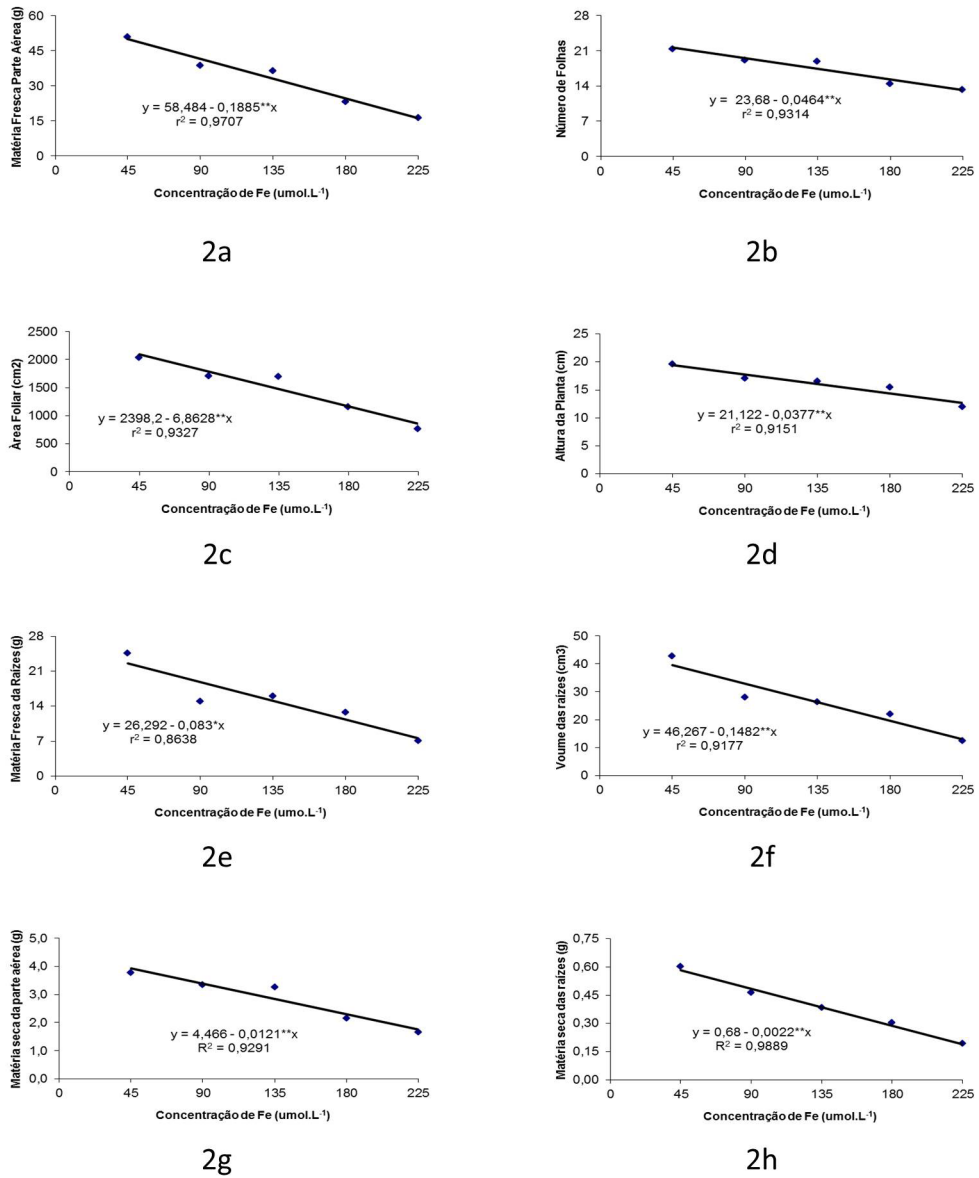 Matéria Fresca Parte Aérea (g)
60
45
30
15
0
y = 58,484 - 0,1885**x
r² = 0,9707
0 45 90 135 180 225
Concentração de Fe (umol.L⁻¹)
2a
Número de Folhas
28
21
14
7
0
y = 23,68 - 0,0464**x
r² = 0,9314
0 45 90 135 180 225
Concentração de Fe (umo.L⁻¹)
2b
Àrea Foliar (cm2)
2500
2000
1500
1000
500
0
y = 2398,2 - 6,8628**x
r² = 0,9327
0 45 90 135 180 225
Concentração de Fe (umo.L⁻¹)
2c
Altura da Planta (cm)
25
20
15
10
5
0
y = 21,122 - 0,0377**x
r² = 0,9151
0 45 90 135 180 225
Concentração de Fe (umo.L⁻¹)
2d
Matéria Fresca da Raízes (g)
28
21
14
7
0
y = 26,292 - 0,083*x
r² = 0,8638
0 45 90 135 180 225
Concentração de Fe (umo.L⁻¹)
2e
Voume das raízes (cm3)
50
40
30
20
10
0
y = 46,267 - 0,1482**x
r² = 0,9177
0 45 90 135 180 225
Concentração de Fe (umo.L⁻¹)
2f
Matéria seca da parte aérea (g)
5,0
4,0
3,0
2,0
1,0
0,0
y = 4,466 - 0,0121**x
R² = 0,9291
0 45 90 135 180 225
Concentração de Fe (umo.L⁻¹)
2g
Matéria seca das raízes (g)
0,75
0,60
0,45
0,30
0,15
0,00
y = 0,68 - 0,0022**x
R² = 0,9889
0 45 90 135 180 225
Concentração de Fe (umo.L⁻¹)
2h